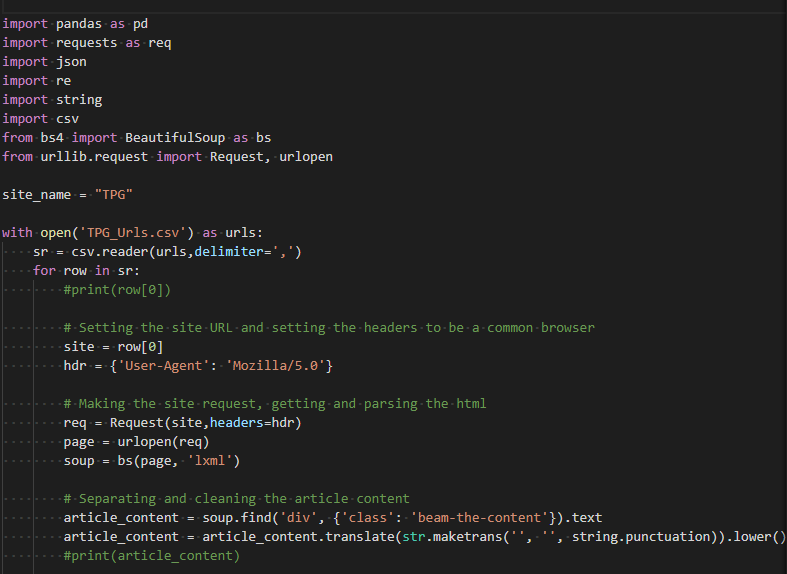 import pandas as pd
import requests as req
import json
import re
import string
import csv
from bs4 import BeautifulSoup as bs
from urllib.request import Request, urlopen
site_name = "TPG"
with open('TPG_Urls.csv') as urls:
    sr = csv.reader(urls,delimiter=',')
    for row in sr:
        #print(row[0])
        # Setting the site URL and setting the headers to be a common browser
        site = row[0]
        hdr = {'User-Agent': 'Mozilla/5.0'}
        # Making the site request, getting and parsing the html
        req = Request(site,headers=hdr)
        page = urlopen(req)
        soup = bs(page, 'lxml')
        # Separating and cleaning the article content
        article_content = soup.find('div', {'class': 'beam-the-content'}).text
        article_content = article_content.translate(str.maketrans('', '', string.punctuation)).lower()
        #print(article_content)